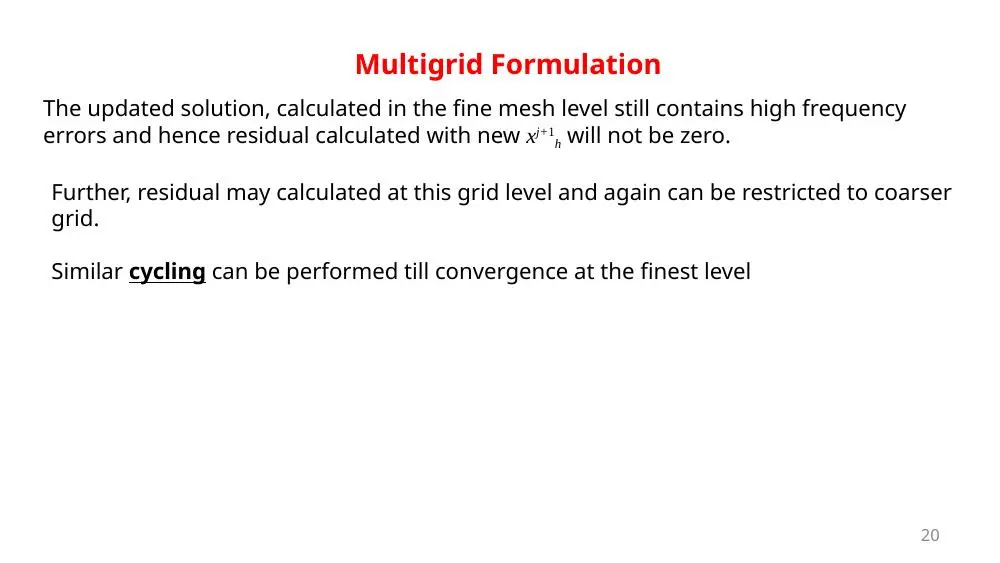 Multigrid Formulation
The updated solution, calculated in the fine mesh level still contains high frequency
errors and hence residual calculated with new x^{j+1}_h will not be zero.
Further, residual may calculated at this grid level and again can be restricted to coarser
grid.
Similar cycling can be performed till convergence at the finest level
20